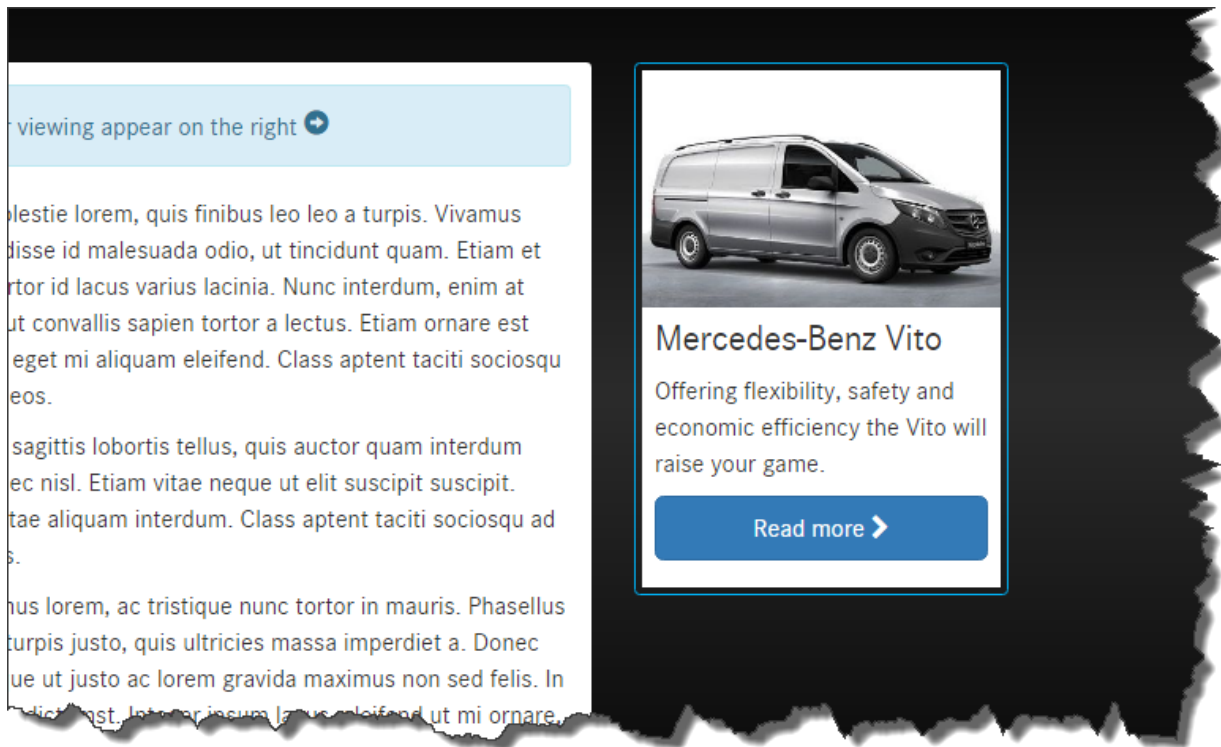 viewing appear on the right
lestie lorem, quis finibus leo leo a turpis. Vivamus
disse id malesuada odio, ut tincidunt quam. Etiam et
rtor id lacus varius lacinia. Nunc interdum, enim at
ut convallis sapien tortor a lectus. Etiam ornare est
eget mi aliquam eleifend. Class aptent taciti sociosqu
eos.
sagittis lobortis tellus, quis auctor quam interdum
ec nisl. Etiam vitae neque ut elit suscipit suscipit.
tae aliquam interdum. Class aptent taciti sociosqu ad
s.
nus lorem, ac tristique nunc tortor in mauris. Phasellus
turpis justo, quis ultricies massa imperdiet a. Donec
ue ut justo ac lorem gravida maximus non sed felis. In
ut mi ornare,
Mercedes-Benz Vito
Offering flexibility, safety and
economic efficiency the Vito will
raise your game.
Read more